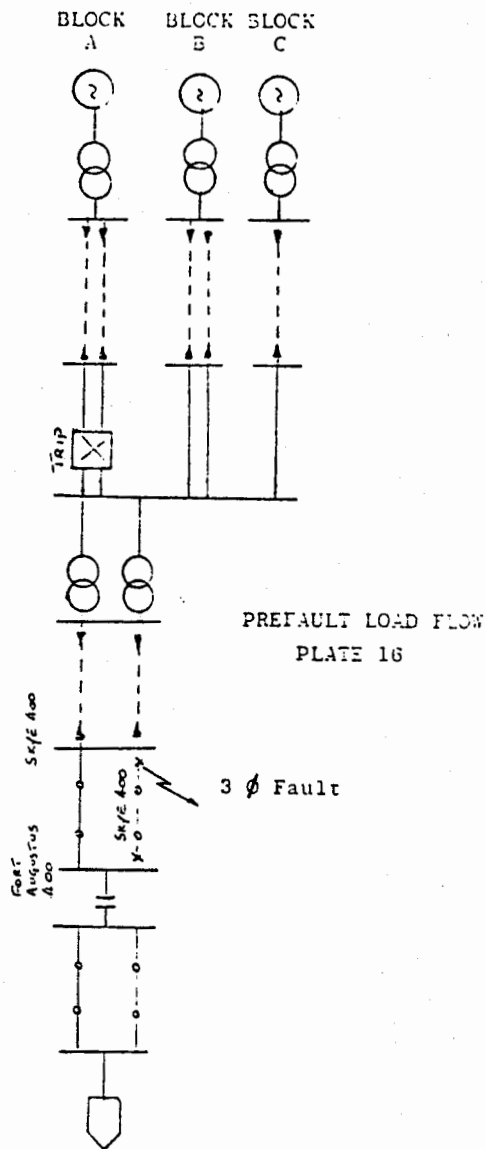 BLOCK A
BLOCK B
BLOCK C
TRIP
PREFAULT LOAD FLOW
PLATE 16
SKYE 400
SKYE 400
3 ϕ Fault
FORT
AUGUSTUS
400